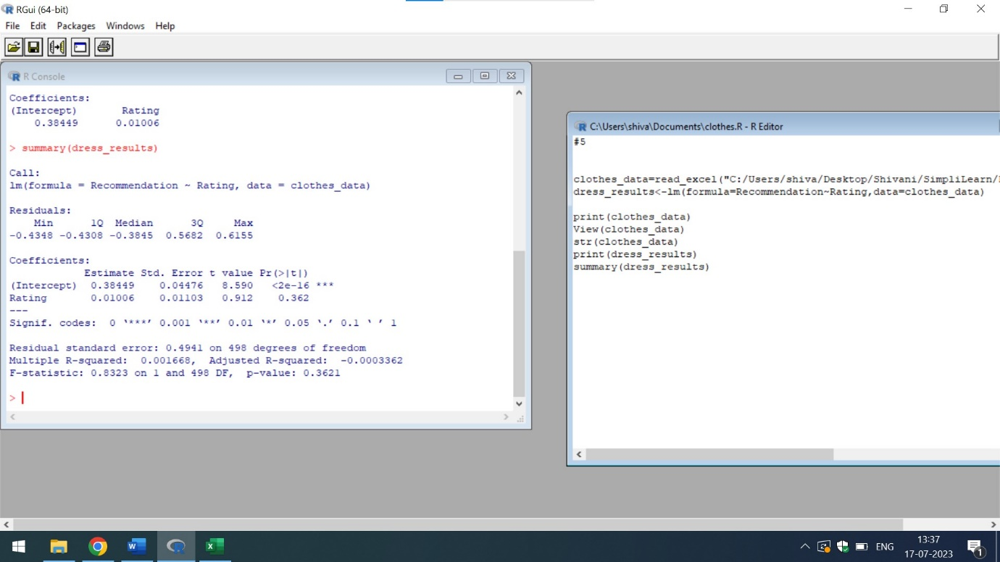 RGui (64-bit)
File Edit Packages Windows Help
R Console
Coefficients:
(Intercept) Rating
0.38449 0.01006
> summary(dress_results)
Call:
lm(formula = Recommendation ~ Rating, data = clothes_data)
Residuals:
Min 1Q Median 3Q Max
-0.4348 -0.4308 -0.3845 0.5682 0.6155
Coefficients:
Estimate Std. Error t value Pr(>|t|)
(Intercept) 0.38449 0.04476 8.590 <2e-16 ***
Rating 0.01006 0.01103 0.912 0.362
---
Signif. codes: 0 ‘***’ 0.001 ‘**’ 0.01 ‘*’ 0.05 ‘.’ 0.1 ‘ ’ 1
Residual standard error: 0.4941 on 498 degrees of freedom
Multiple R-squared: 0.001668, Adjusted R-squared: -0.0003362
F-statistic: 0.8323 on 1 and 498 DF, p-value: 0.3621
>
C:\Users\shiva\Documents\clothes.R - R Editor
#5
clothes_data=read_excel("C:/Users/shiva/Desktop/Shivani/SimpliLearn/
dress_results<-lm(formula=Recommendation~Rating,data=clothes_data)
print(clothes_data)
View(clothes_data)
str(clothes_data)
print(dress_results)
summary(dress_results)
ENG
13:37
17-07-2023
1